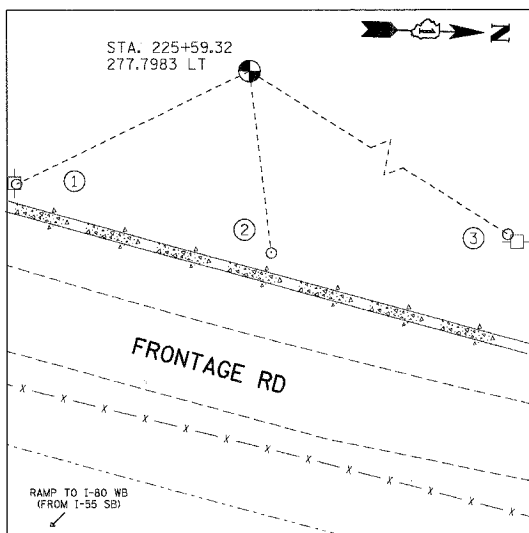 STA. 225+59.32
277.7983 LT
N
1
2
3
FRONTAGE RD
X X X X X X X X X X X X X
RAMP TO I-80 WB
(FROM I-55 SB)